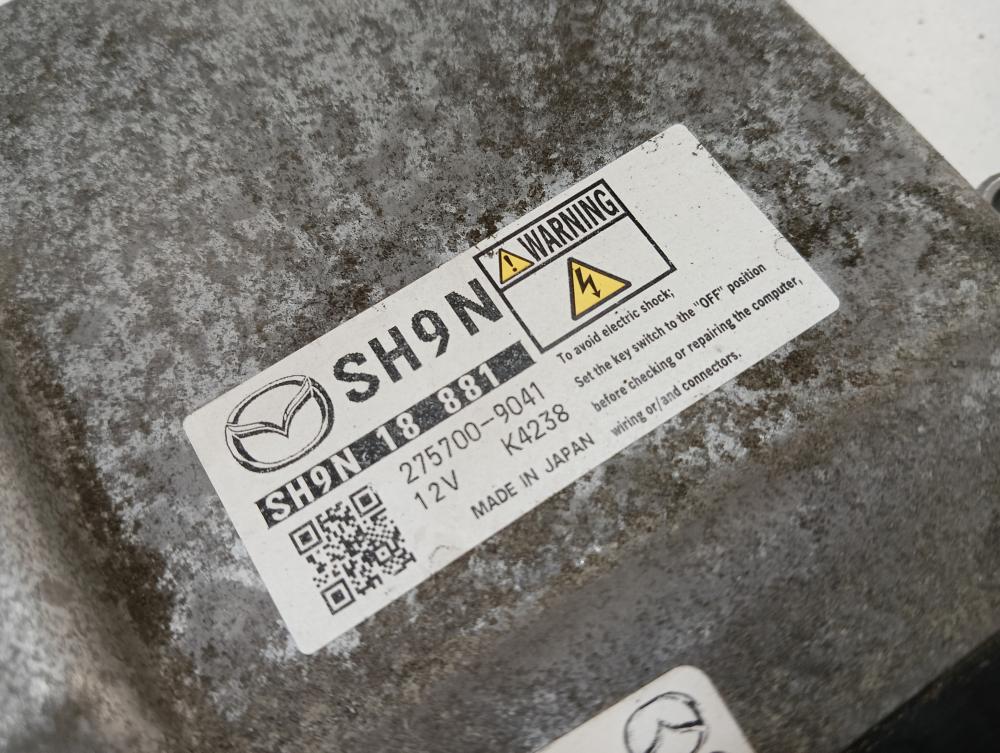 SH9N
SH9N 18 881
275700-9041
12V K4238
MADE IN JAPAN
WARNING
To avoid electric shock;
Set the key switch to the "OFF" position
before checking or repairing the computer,
wiring or/and connectors.